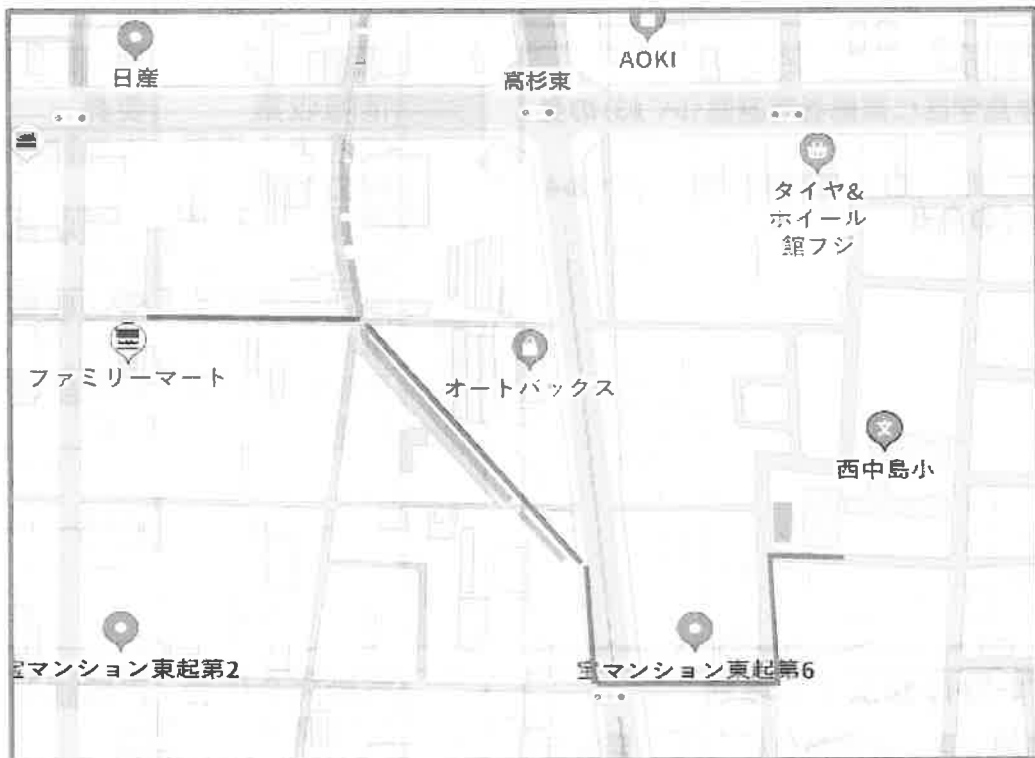 日産
高杉東
AOKI
タイヤ&
ホイール
館フジ
ファミリーマート
オートバックス
文
西中島小
宝マンション東起第2
宝マンション東起第6